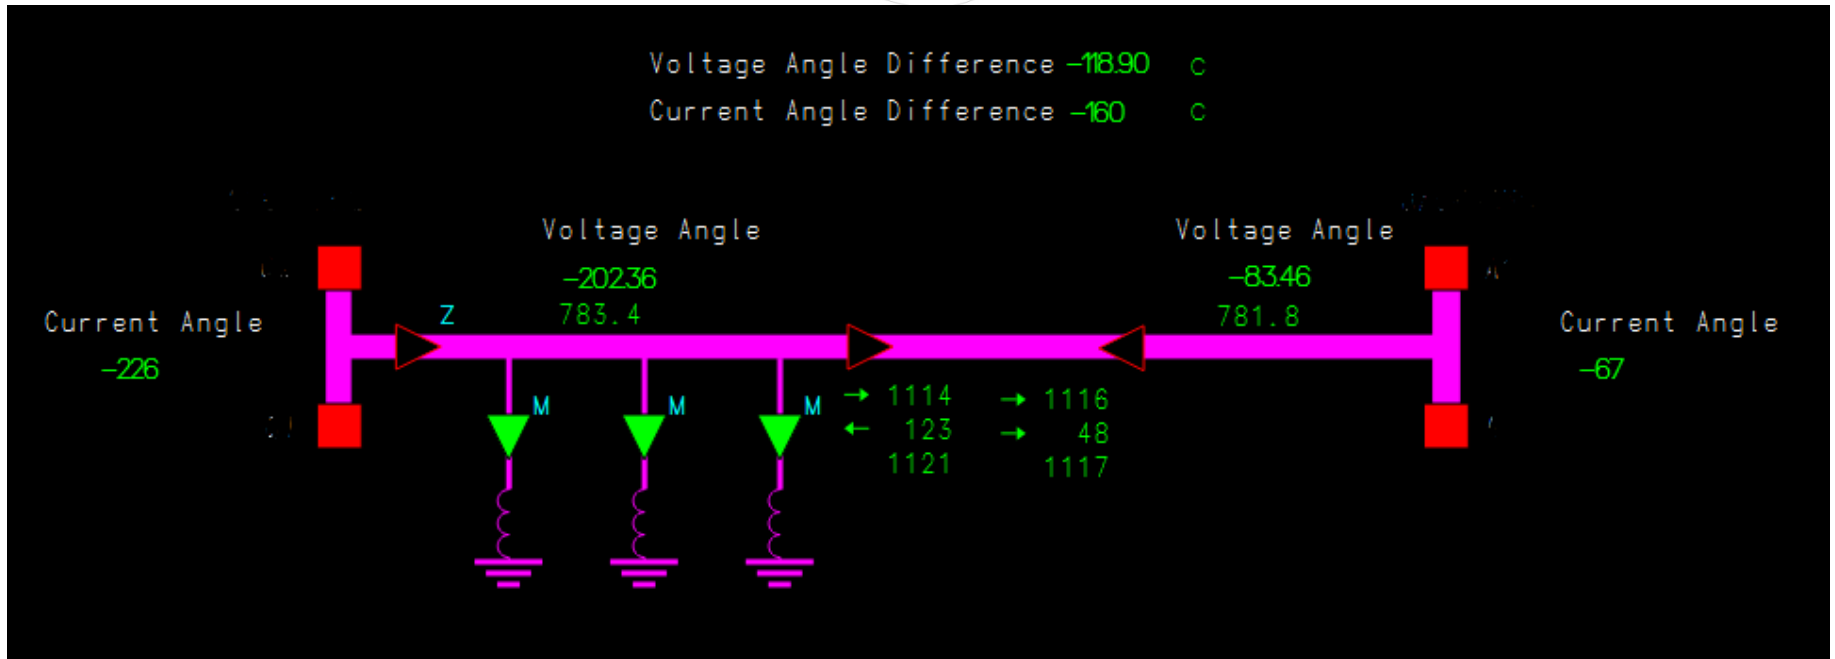 Voltage Angle Difference -118.90 C
Current Angle Difference -160 C
Voltage Angle
-202.36
783.4
Voltage Angle
-83.46
781.8
Current Angle
-226
Z
Current Angle
-67
M
M
M
→ 1114
← 123
1121
→ 1116
→ 48
1117